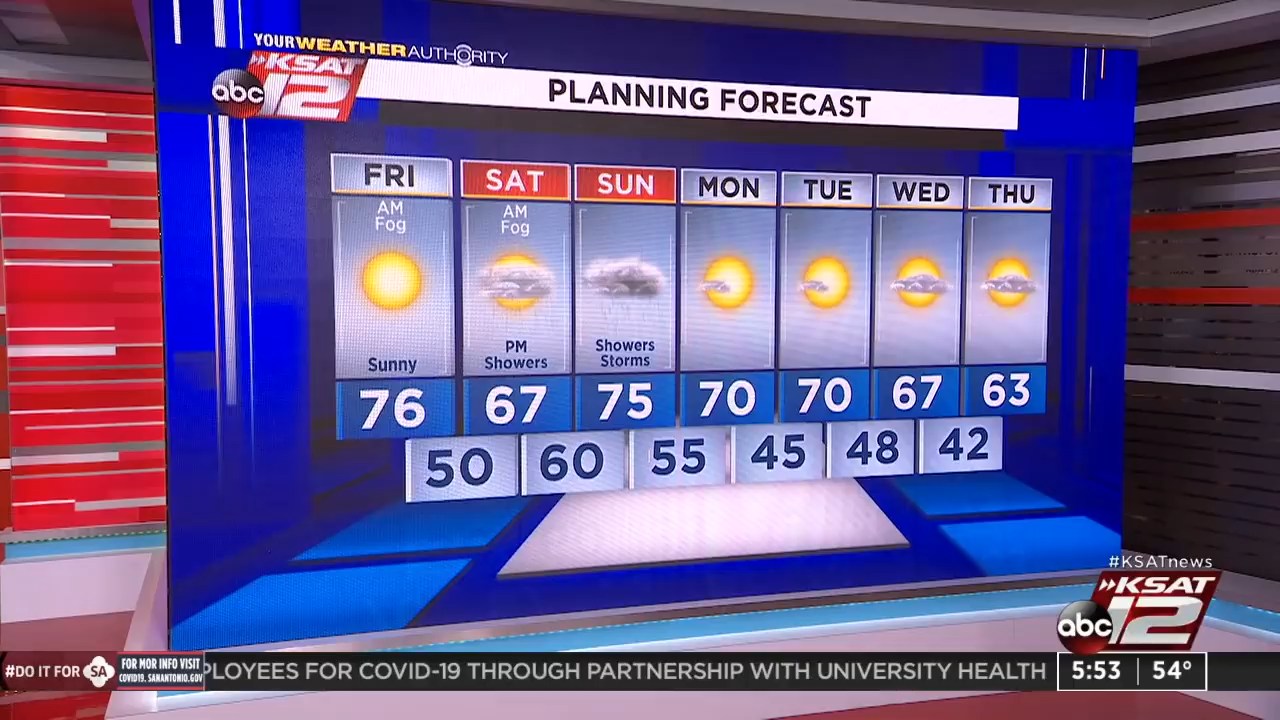 YOURWEATHERAUTHORITY
KSAT
abc 12
PLANNING FORECAST
FRI SAT SUN MON TUE WED THU
AM
Fog
AM
Fog
Sunny
PM
Showers
Showers
Storms
76 67 75 70 70 67 63
50 60 55 45 48 42
#KSATnews
KSAT
abc 12
#DO IT FOR SA
FOR MOR INFO VISIT
COVID19.SANANTONIO.GOV
PLOYEES FOR COVID-19 THROUGH PARTNERSHIP WITH UNIVERSITY HEALTH
5:53 54°